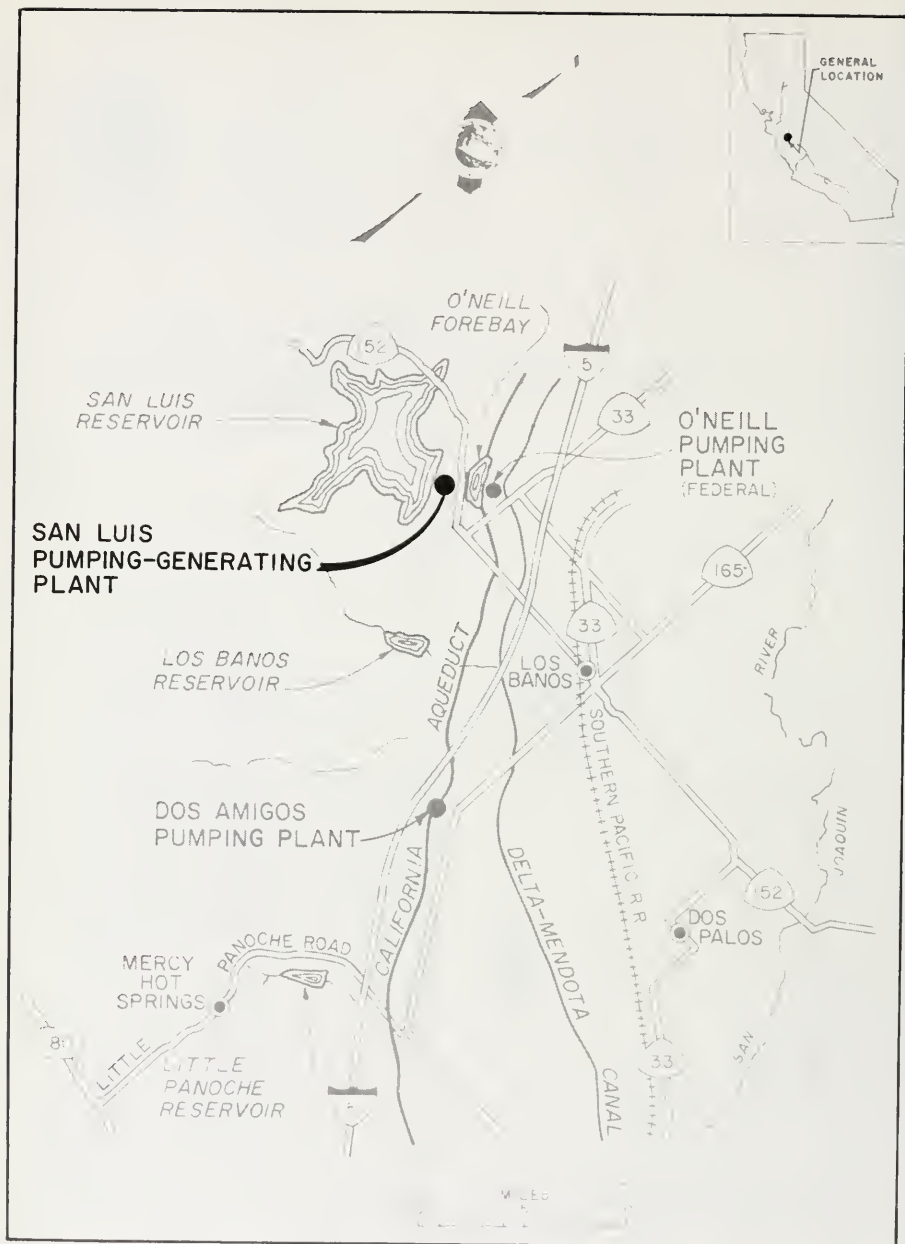 GENERAL
LOCATION
O'NEILL
FOREBAY
152
5
SAN LUIS
RESERVOIR
33
O'NEILL
PUMPING
PLANT
(FEDERAL)
SAN LUIS
PUMPING-GENERATING
PLANT
165
33
LOS BANOS
RESERVOIR
AQUEDUCT
LOS
BANOS
RIVER
SOUTHERN PACIFIC R R
DOS AMIGOS
PUMPING PLANT
JOAQUIN
152
CALIFORNIA
DELTA-MENDOTA
DOS
PALOS
PANOCHE ROAD
MERCY
HOT
SPRINGS
LITTLE
LITTLE
PANOCHE
RESERVOIR
33
SAN
CANAL
MILES